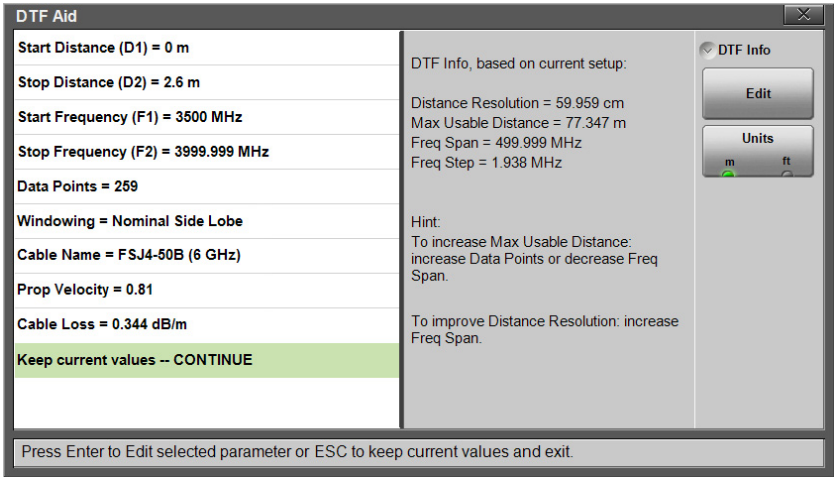 DTF Aid
Start Distance (D1) = 0 m
Stop Distance (D2) = 2.6 m
Start Frequency (F1) = 3500 MHz
Stop Frequency (F2) = 3999.999 MHz
Data Points = 259
Windowing = Nominal Side Lobe
Cable Name = FSJ4-50B (6 GHz)
Prop Velocity = 0.81
Cable Loss = 0.344 dB/m
Keep current values -- CONTINUE
DTF Info, based on current setup:
Distance Resolution = 59.959 cm
Max Usable Distance = 77.347 m
Freq Span = 499.999 MHz
Freq Step = 1.938 MHz
Hint:
To increase Max Usable Distance:
increase Data Points or decrease Freq
Span.
To improve Distance Resolution: increase
Freq Span.
DTF Info
Edit
Units
m ft
Press Enter to Edit selected parameter or ESC to keep current values and exit.